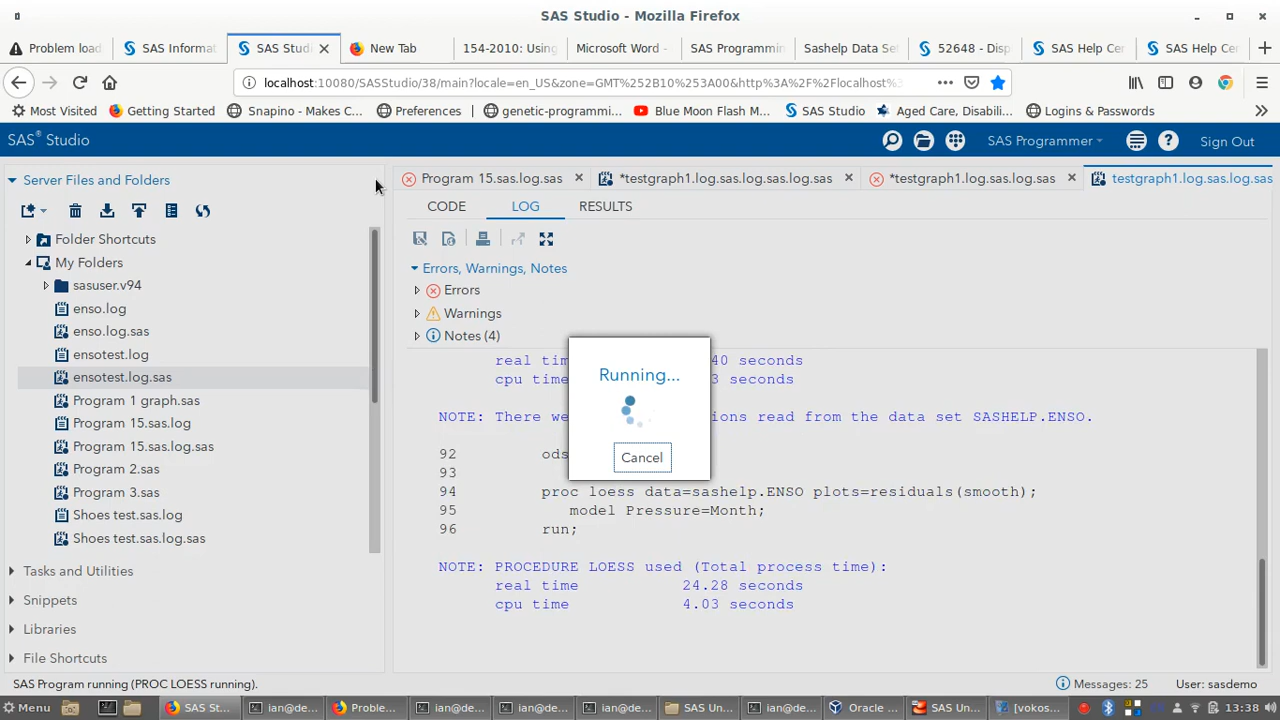 SAS Studio - Mozilla Firefox
Problem load
SAS Informat
SAS Studi
New Tab
154-2010: Using
Microsoft Word -
SAS Programmin
Sashelp Data Set
52648 - Disp
SAS Help Cen
SAS Help Cen
localhost:10080/SASStudio/38/main?locale=en_US&zone=GMT%252B10%253A00&http%3A%2F%2Flocalhost%
Most Visited
Getting Started
Snapino - Makes C...
Preferences
genetic-programmi...
Blue Moon Flash M...
SAS Studio
Aged Care, Disabili...
Logins & Passwords
SAS® Studio
SAS Programmer
Sign Out
Server Files and Folders
Program 15.sas.log.sas
*testgraph1.log.sas.log.sas.log.sas
*testgraph1.log.sas.log.sas
testgraph1.log.sas.log.sas
CODE
LOG
RESULTS
Folder Shortcuts
My Folders
sasuser.v94
enso.log
enso.log.sas
ensotest.log
ensotest.log.sas
Program 1 graph.sas
Program 15.sas.log
Program 15.sas.log.sas
Program 2.sas
Program 3.sas
Shoes test.sas.log
Shoes test.sas.log.sas
Tasks and Utilities
Snippets
Libraries
File Shortcuts
Errors, Warnings, Notes
Errors
Warnings
Notes (4)
real tim 40 seconds
cpu time 3 seconds
NOTE: There we ions read from the data set SASHELP.ENSO.
92 ods
93
94 proc loess data=sashelp.ENSO plots=residuals(smooth);
95 model Pressure=Month;
96 run;
NOTE: PROCEDURE LOESS used (Total process time):
real time 24.28 seconds
cpu time 4.03 seconds
Running...
Cancel
SAS Program running (PROC LOESS running).
Messages: 25
User: sasdemo
Menu
SAS St...
ian@de...
Proble...
ian@de...
ian@de...
ian@de...
SAS Un...
ian@de...
Oracle ...
SAS Un...
[vokos...
13:38